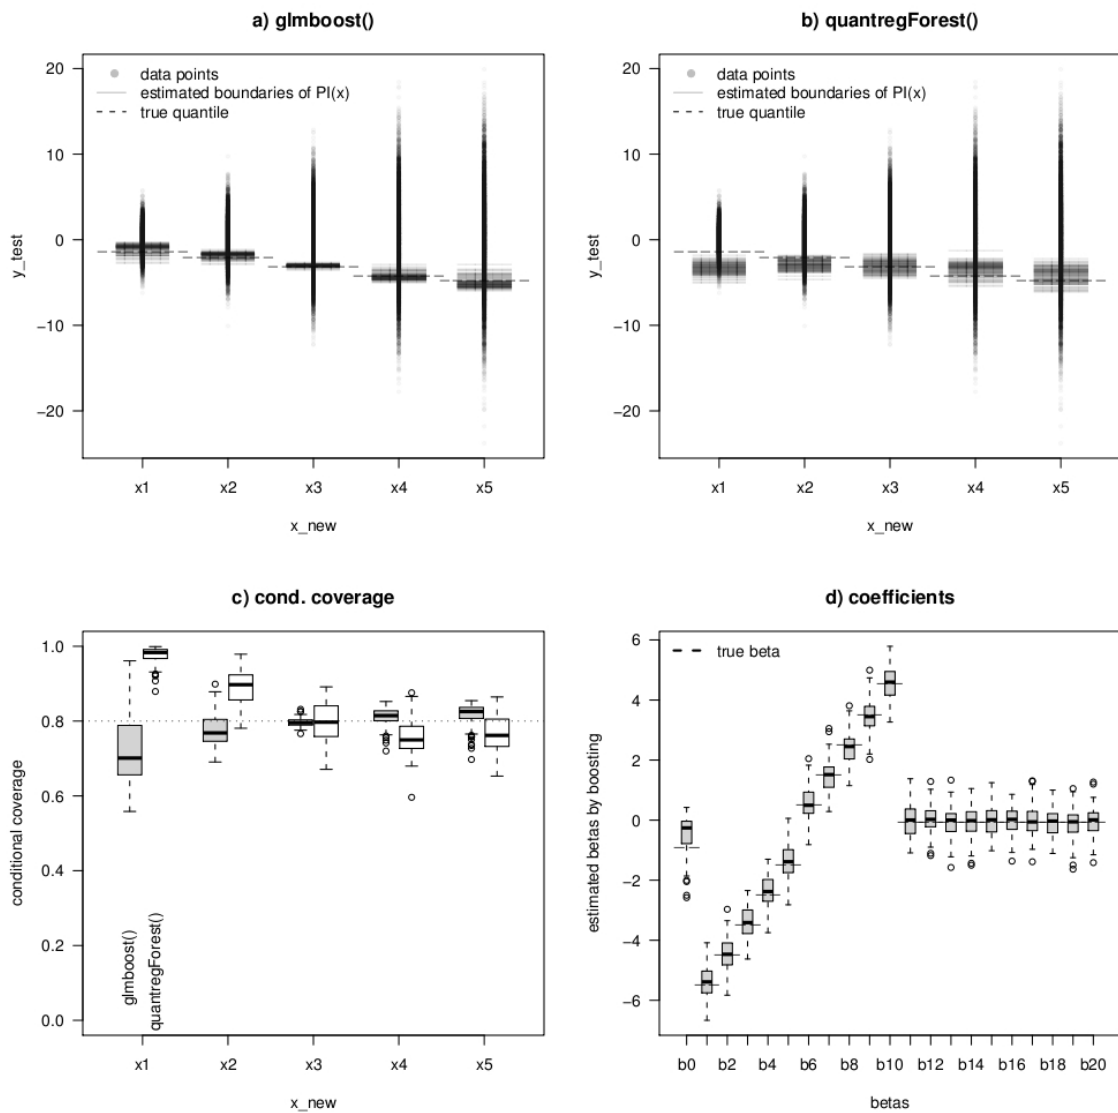 a) glmboost()
data points
estimated boundaries of PI(x)
true quantile
20
10
0
−10
−20
y_test
x1 x2 x3 x4 x5
x_new
b) quantregForest()
data points
estimated boundaries of PI(x)
true quantile
20
10
0
−10
−20
y_test
x1 x2 x3 x4 x5
x_new
c) cond. coverage
1.0
0.8
0.6
0.4
0.2
0.0
conditional coverage
glmboost()
quantregForest()
x1 x2 x3 x4 x5
x_new
d) coefficients
true beta
6
4
2
0
−2
−4
−6
estimated betas by boosting
b0 b2 b4 b6 b8 b10 b12 b14 b16 b18 b20
betas